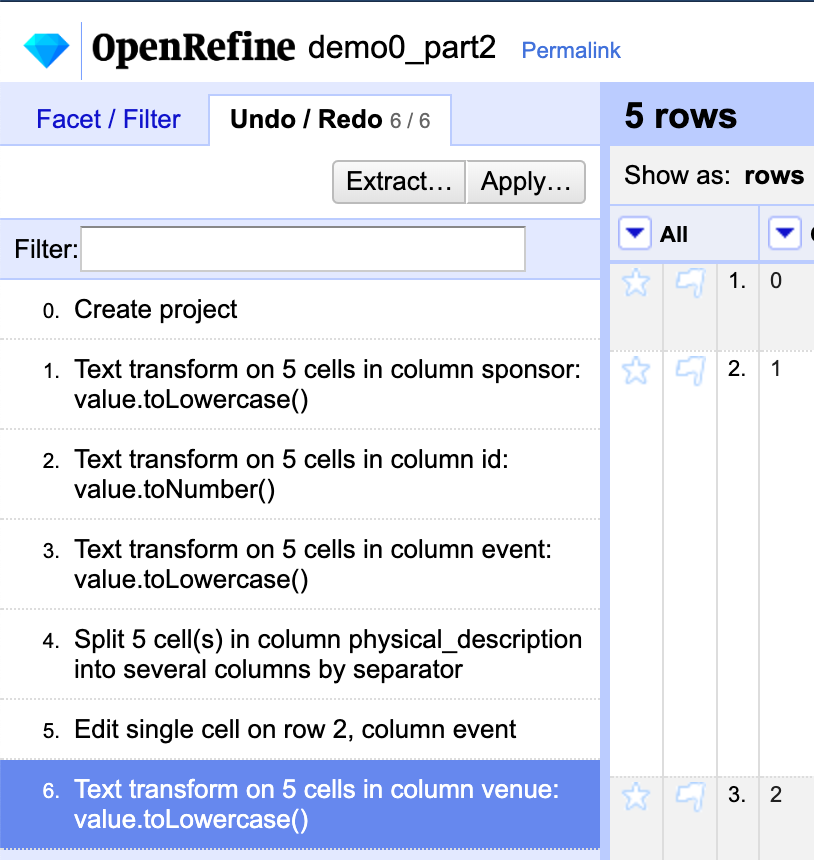 OpenRefine demo0_part2 Permalink
Facet / Filter Undo / Redo 6 / 6
Extract... Apply...
Filter:
0. Create project
1. Text transform on 5 cells in column sponsor:
value.toLowercase()
2. Text transform on 5 cells in column id:
value.toNumber()
3. Text transform on 5 cells in column event:
value.toLowercase()
4. Split 5 cell(s) in column physical_description
into several columns by separator
5. Edit single cell on row 2, column event
6. Text transform on 5 cells in column venue:
value.toLowercase()
5 rows
Show as: rows
All
1. 0
2. 1
3. 2